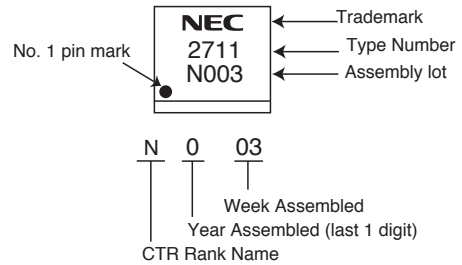 NEC
Trademark
2711
Type Number
No. 1 pin mark
N003
Assembly lot
N 0 03
Week Assembled
Year Assembled (last 1 digit)
CTR Rank Name